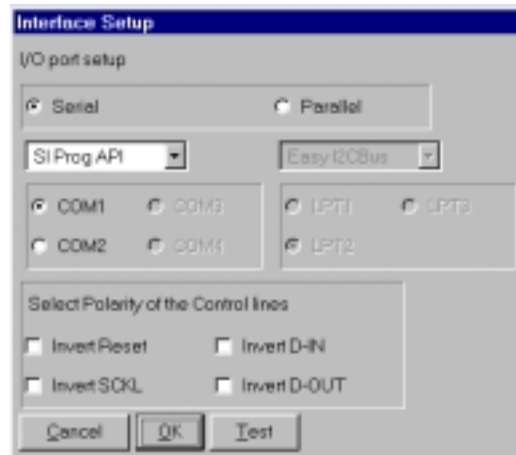 Interface Setup
I/O port setup
Serial Parallel
SI Prog API Easy I2CBus
COM1 COM3 LPT1 LPT3
COM2 COM4 LPT2
Select Polarity of the Control lines
Invert Reset Invert D-IN
Invert SCKL Invert D-OUT
Cancel OK Test